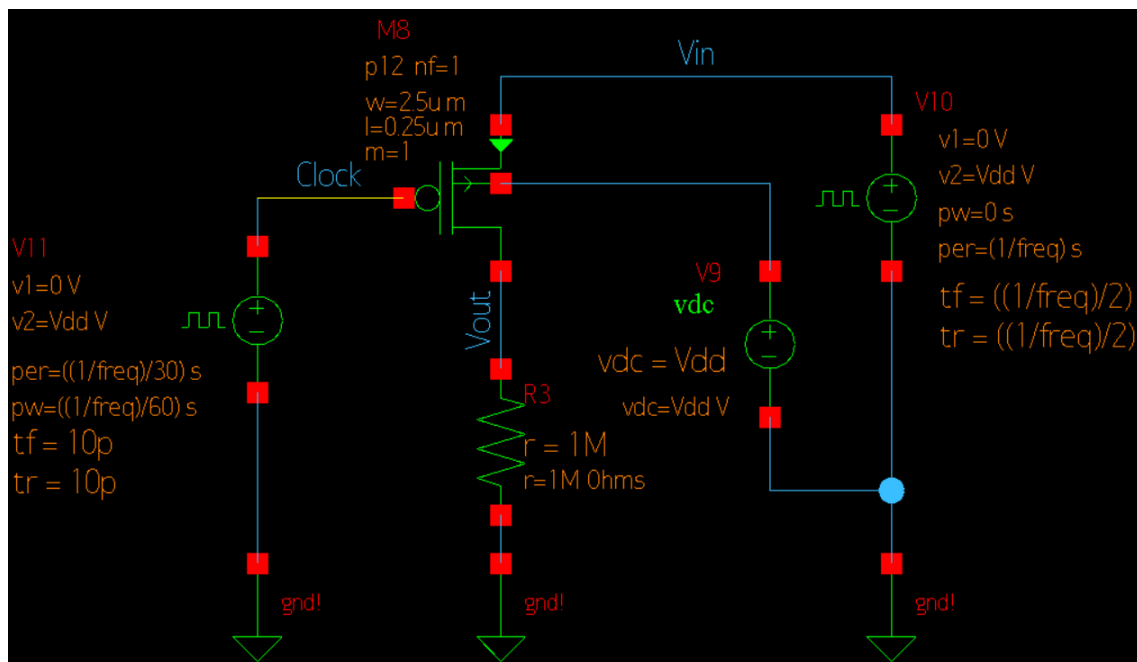 M8
p12 nf=1
w=2.5u m
l=0.25u m
m=1
Vin
V10
v1=0 V
v2=Vdd V
pw=0 s
per=(1/freq) s
tf = ((1/freq)/2)
tr = ((1/freq)/2)
Clock
V11
v1=0 V
v2=Vdd V
per=((1/freq)/30) s
pw=((1/freq)/60) s
tf = 10p
tr = 10p
Vout
V9
vdc
vdc = Vdd
vdc=Vdd V
R3
r = 1M
r=1M Ohms
+
−
+
−
+
−
gnd!
gnd!
gnd!